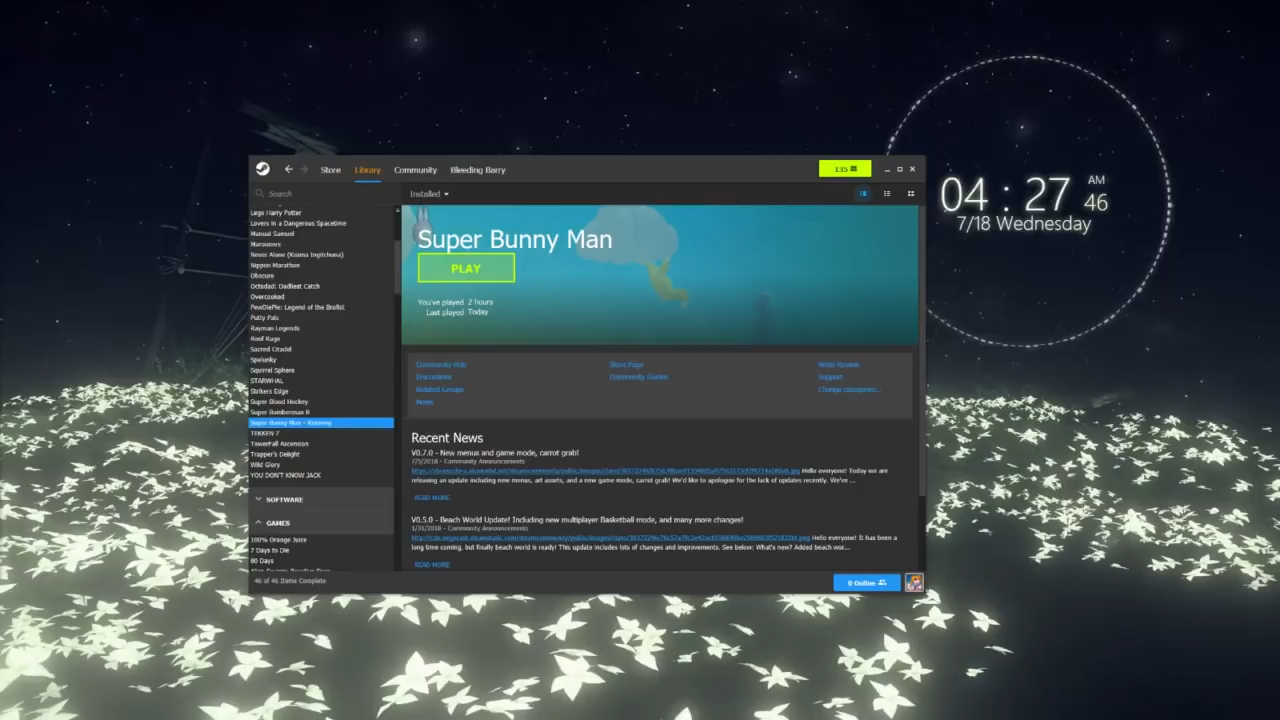 Store
Library
Community
Bleeding Barry
135
Search
Installed
Lego Harry Potter
Lovers in a Dangerous Spacetime
Manual Samuel
Marooners
Never Alone (Kisima Ingitchuna)
Nippon Marathon
Obscure
Octodad: Dadliest Catch
Overcooked
PewDiePie: Legend of the Brofist
Putty Pals
Rayman Legends
Roof Rage
Sacred Citadel
Spelunky
Squirrel Sphere
STARWHAL
Strikers Edge
Super Blood Hockey
Super Bomberman R
Super Bunny Man - Running
TEKKEN 7
TowerFall Ascension
Trapper's Delight
Wild Glory
YOU DON'T KNOW JACK
SOFTWARE
GAMES
100% Orange Juice
7 Days to Die
80 Days
46 of 46 Items Complete
Super Bunny Man
PLAY
You've played 2 hours
Last played Today
Community Hub
Discussions
Related Groups
News
Store Page
Community Guides
Write Review
Support
Change categories...
Recent News
V0.7.0 - New menus and game mode, carrot grab!
7/5/2018 - Community Announcements
Hello everyone! Today we are
releasing an update including new menus, art assets, and a new game mode, carrot grab! We'd like to apologise for the lack of updates recently. We've ...
READ MORE
V0.5.0 - Beach World Update! Including new multiplayer Basketball mode, and many more changes!
1/31/2018 - Community Announcements
Hello everyone! It has been a
long time coming, but finally beach world is ready! This update includes lots of changes and improvements. See below: What's new? Added beach wor...
READ MORE
0 Online
04 : 27 AM
46
7/18 Wednesday